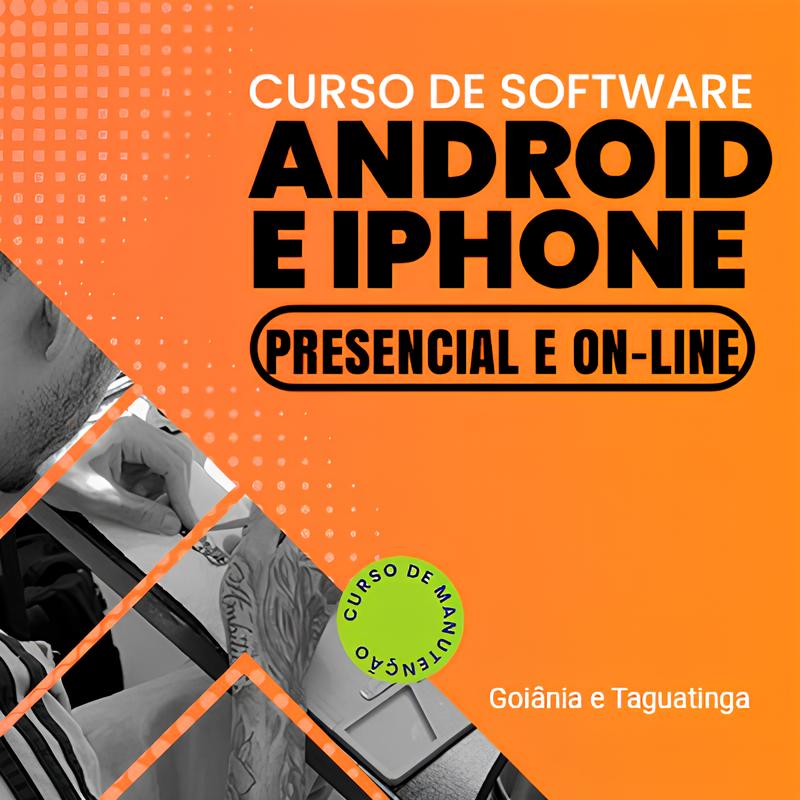 CURSO DE SOFTWARE
ANDROID
E IPHONE
PRESENCIAL E ON-LINE
CURSO DE MANUTENÇÃO
Goiânia e Taguatinga